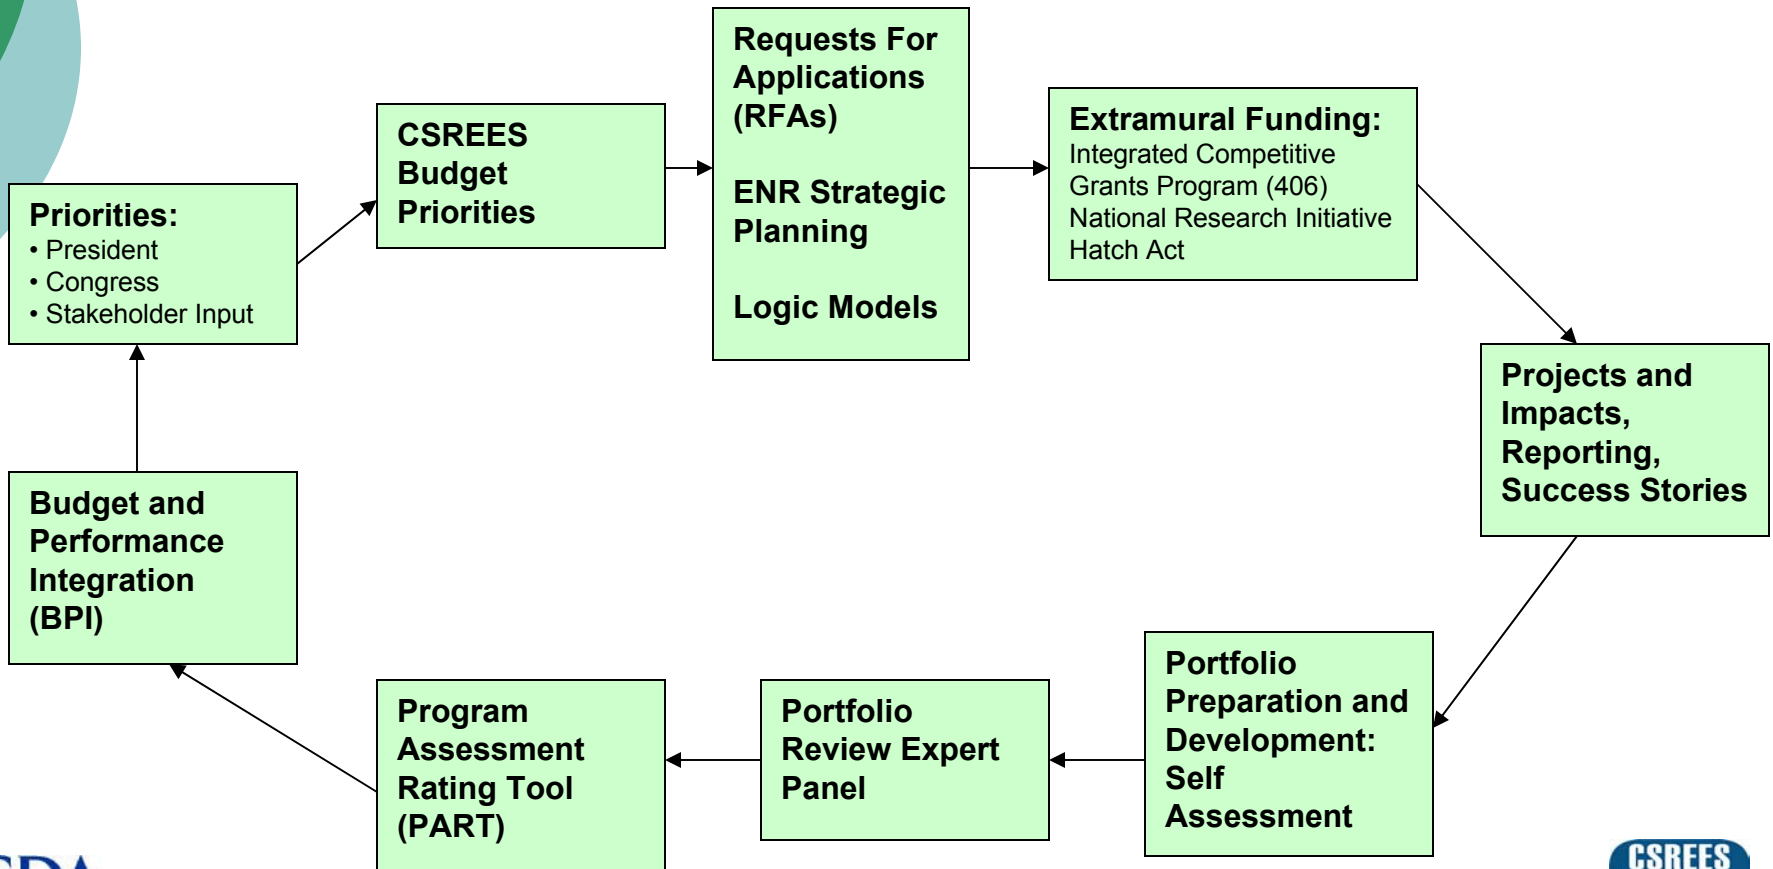 Priorities:
• President
• Congress
• Stakeholder Input
CSREES
Budget
Priorities
Requests For
Applications
(RFAs)
ENR Strategic
Planning
Logic Models
Extramural Funding:
Integrated Competitive
Grants Program (406)
National Research Initiative
Hatch Act
Projects and
Impacts,
Reporting,
Success Stories
Portfolio
Preparation and
Development:
Self
Assessment
Portfolio
Review Expert
Panel
Program
Assessment
Rating Tool
(PART)
Budget and
Performance
Integration
(BPI)
CSREES